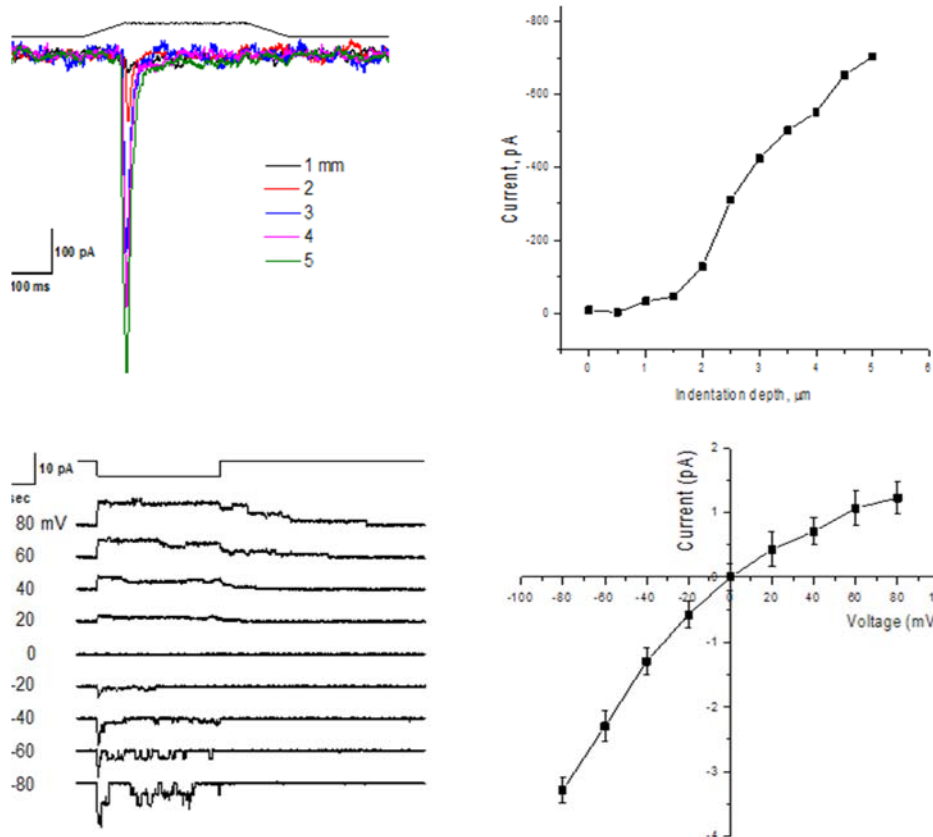 1 mm
2
3
4
5
100 pA
100 ms
-800
-600
-400
-200
0
Current, pA
0 1 2 3 4 5 6
Indentation depth, µm
10 pA
sec
80 mV
60
40
20
0
-20
-40
-60
-80
Current (pA)
2
1
0
-100 -80 -60 -40 -20 0 20 40 60 80
Voltage (mV
-1
-2
-3
-4